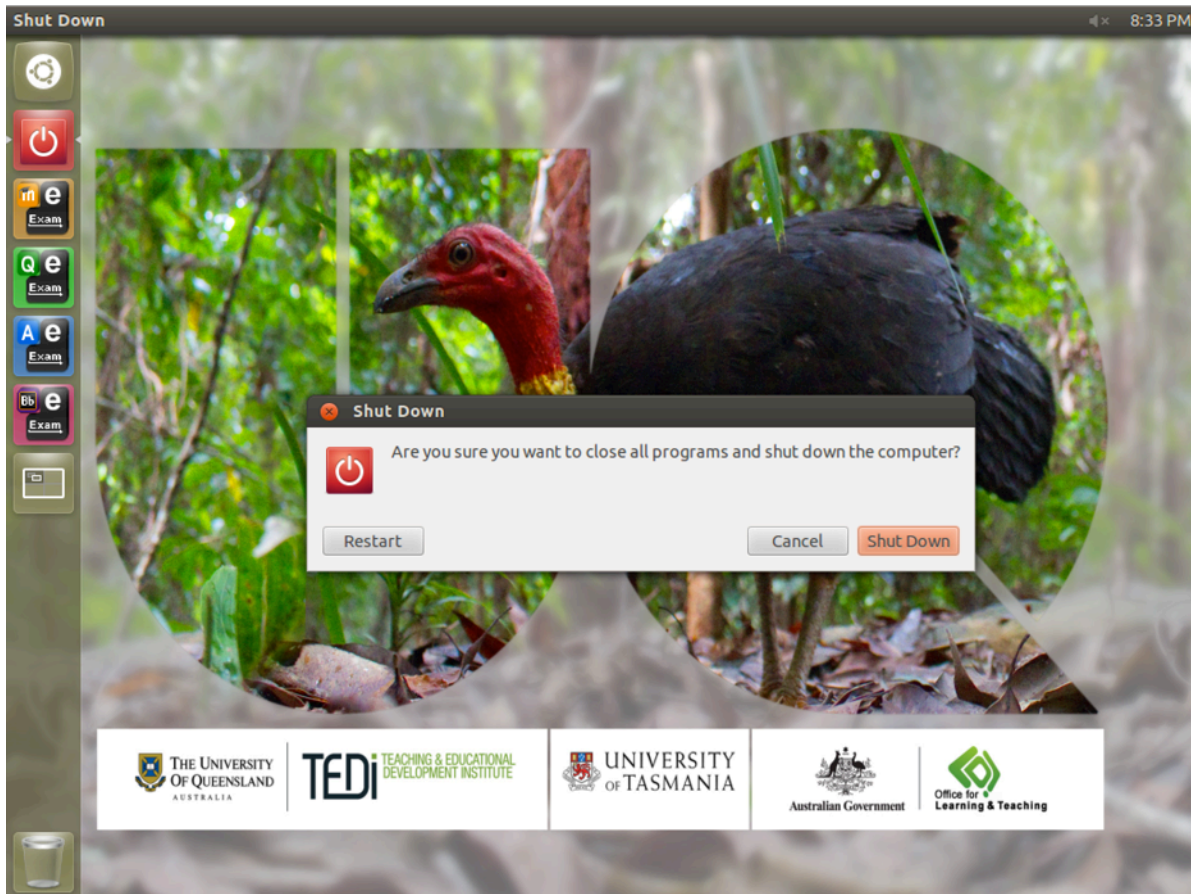 Shut Down
8:33 PM
m e
Exam
Q e
Exam
A e
Exam
Bb e
Exam
Shut Down
Are you sure you want to close all programs and shut down the computer?
Restart
Cancel
Shut Down
THE UNIVERSITY
OF QUEENSLAND
AUSTRALIA
TEDi
TEACHING & EDUCATIONAL
DEVELOPMENT INSTITUTE
UNIVERSITY
OF TASMANIA
Australian Government
Office for
Learning & Teaching